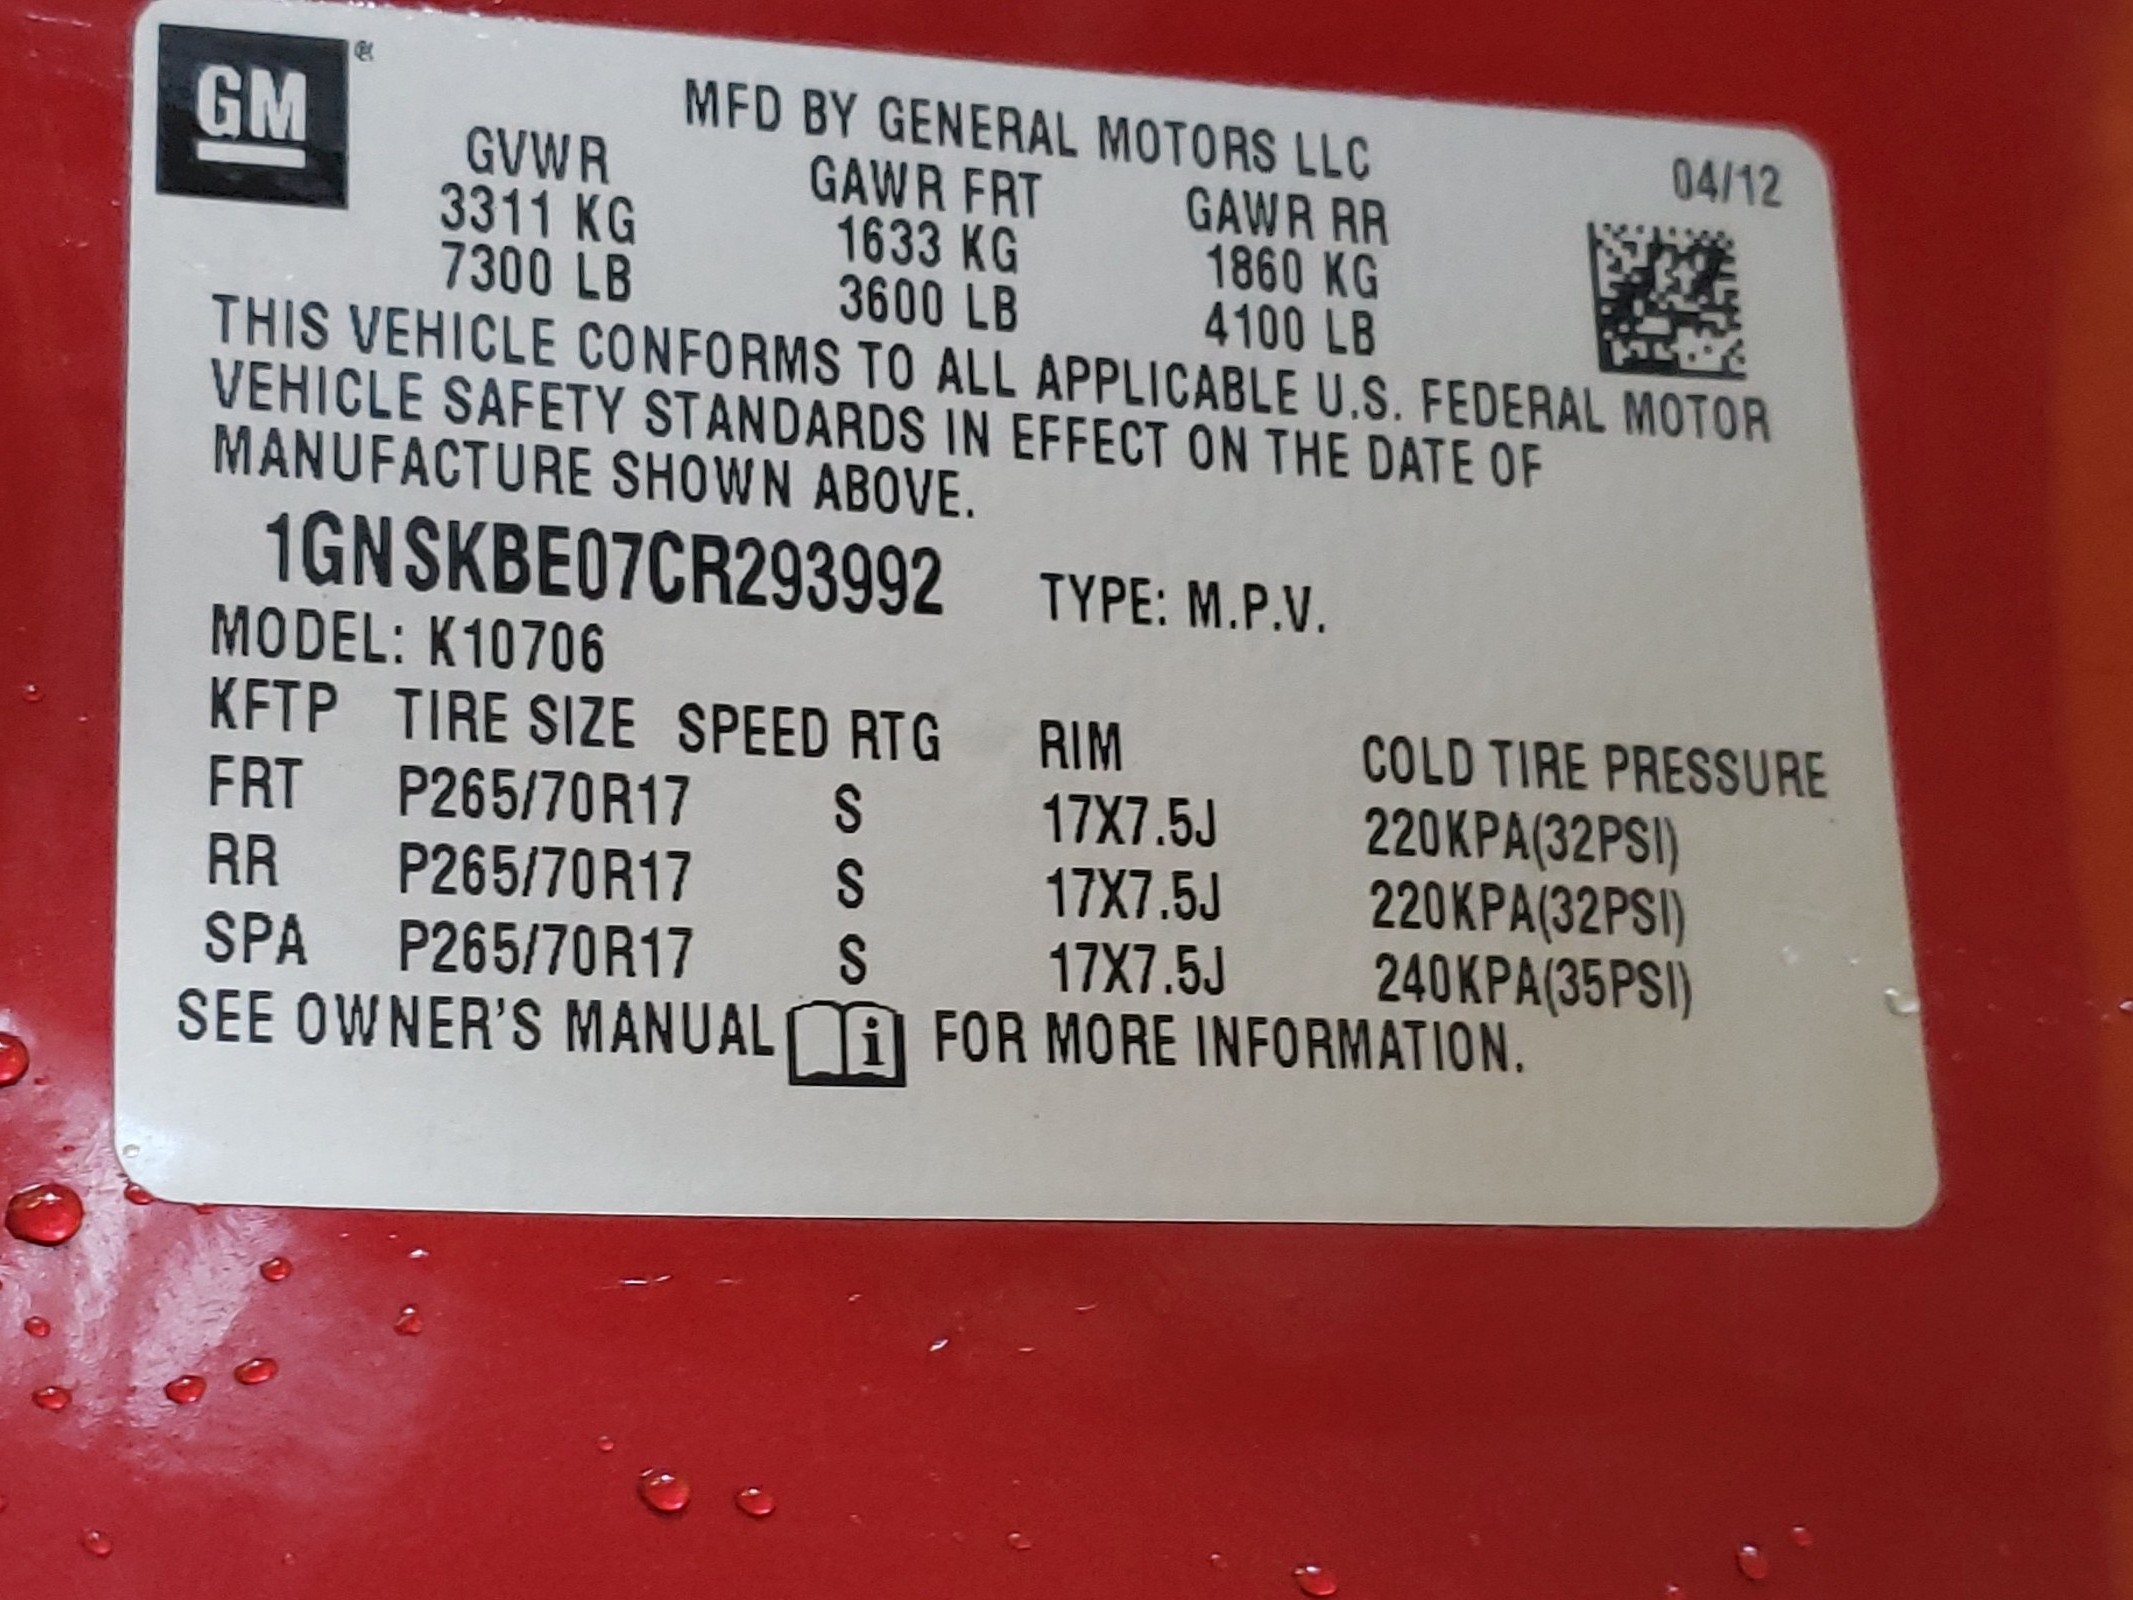 GM ®
MFD BY GENERAL MOTORS LLC
04/12
GVWR GAWR FRT GAWR RR
3311 KG 1633 KG 1860 KG
7300 LB 3600 LB 4100 LB
THIS VEHICLE CONFORMS TO ALL APPLICABLE U.S. FEDERAL MOTOR
VEHICLE SAFETY STANDARDS IN EFFECT ON THE DATE OF
MANUFACTURE SHOWN ABOVE.
1GNSKBE07CR293992 TYPE: M.P.V.
MODEL: K10706
KFTP TIRE SIZE SPEED RTG RIM COLD TIRE PRESSURE
FRT P265/70R17 S 17X7.5J 220KPA(32PSI)
RR P265/70R17 S 17X7.5J 220KPA(32PSI)
SPA P265/70R17 S 17X7.5J 240KPA(35PSI)
SEE OWNER'S MANUAL i FOR MORE INFORMATION.